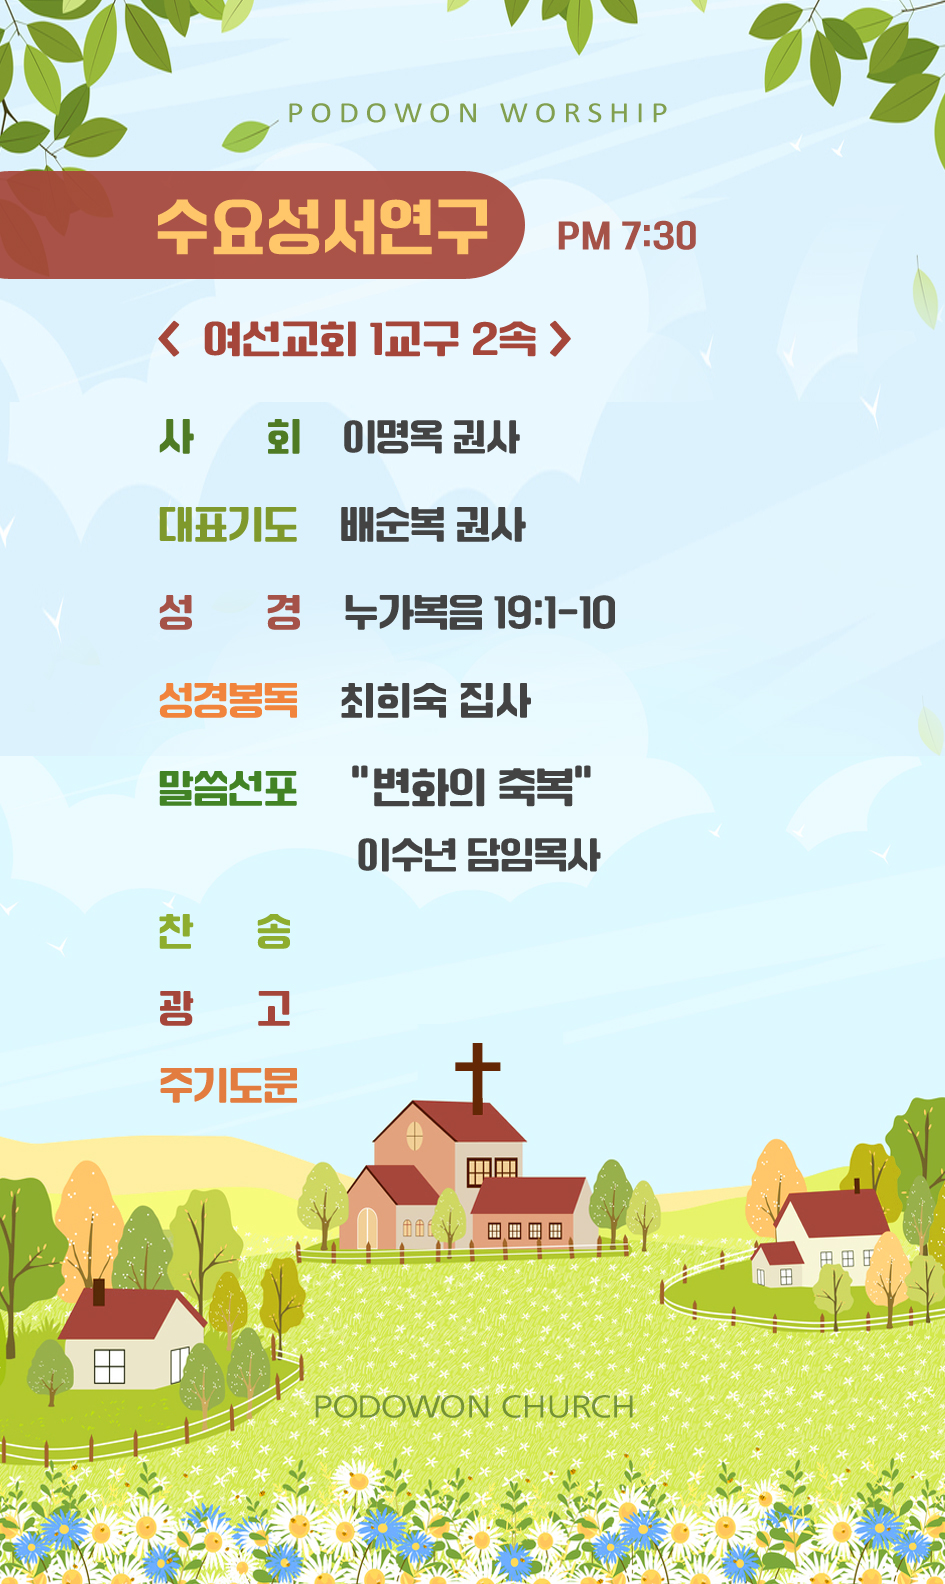 PODOWON WORSHIP
수요성서연구 PM 7:30
< 여선교회 1교구 2속 >
사 회 이명옥 권사
대표기도 배순복 권사
성 경 누가복음 19:1-10
성경봉독 최희숙 집사
말씀선포 "변화의 축복"
이수년 담임목사
찬 송
광 고
주기도문
PODOWON CHURCH